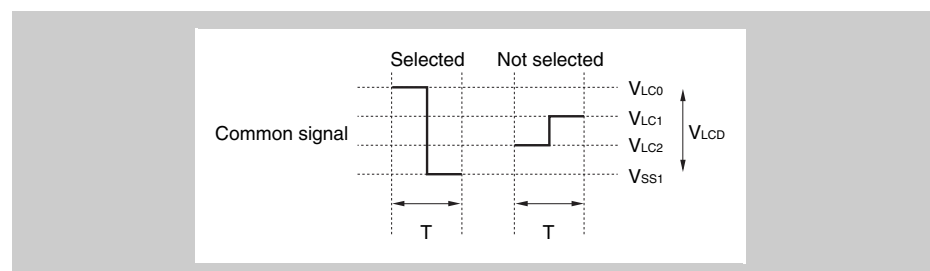 Selected Not selected
VLC0
VLC1
Common signal VLCD
VLC2
VSS1
T T